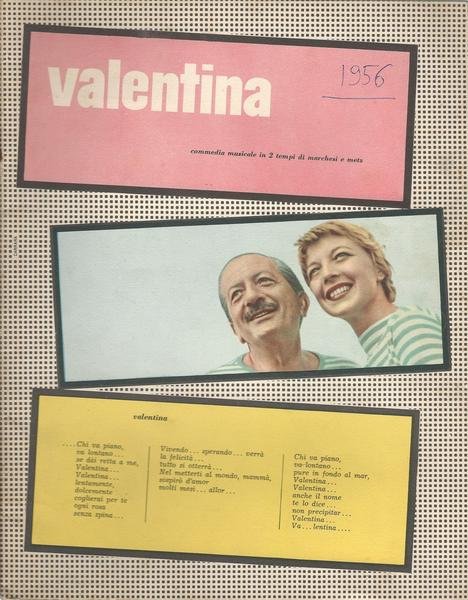 valentina
1956
commedia musicale in 2 tempi di marchesi e metz
valentina
....Chi va piano,
va lontano...
se dài retta a me,
Valentina...
Valentina...
lentamente,
dolcemente
coglierai per te
ogni rosa
senza spina...
Vivendo... sperando... verrà
la felicità...
tutto si otterrà...
Nel metterti al mondo, mammà,
sospirò d'amor
molti mesi... allor...
Chi va piano,
va lontano...
pure in fondo al mar,
Valentina...
Valentina...
anche il nome
te lo dice...
non precipitar...
Valentina...
Va... lentina....